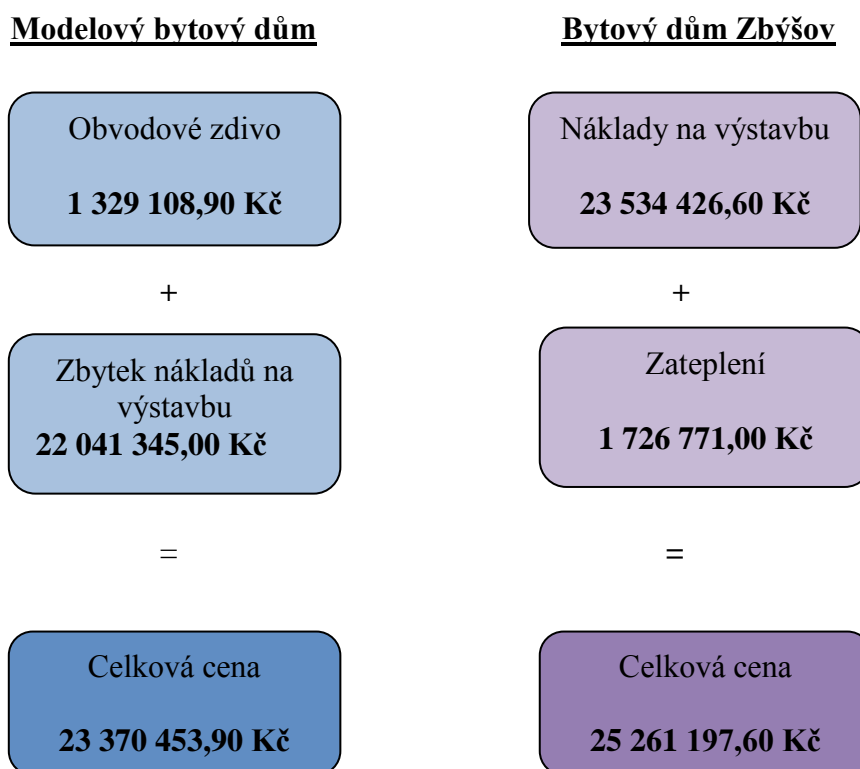 Modelový bytový dům
Obvodové zdivo
1 329 108,90 Kč
+
Zbytek nákladů na
výstavbu
22 041 345,00 Kč
=
Celková cena
23 370 453,90 Kč
Bytový dům Zbýšov
Náklady na výstavbu
23 534 426,60 Kč
+
Zateplení
1 726 771,00 Kč
=
Celková cena
25 261 197,60 Kč